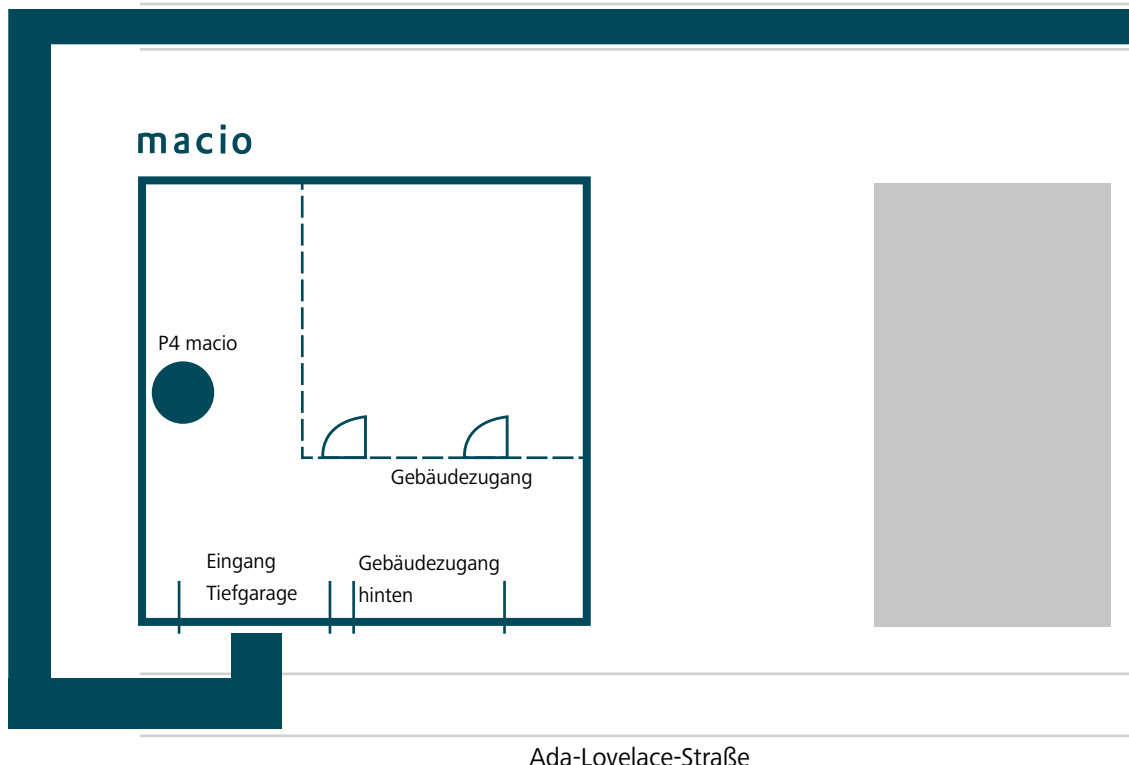 macio
P4 macio
Gebäudezugang
Eingang
Tiefgarage
Gebäudezugang
hinten
Ada-Lovelace-Straße